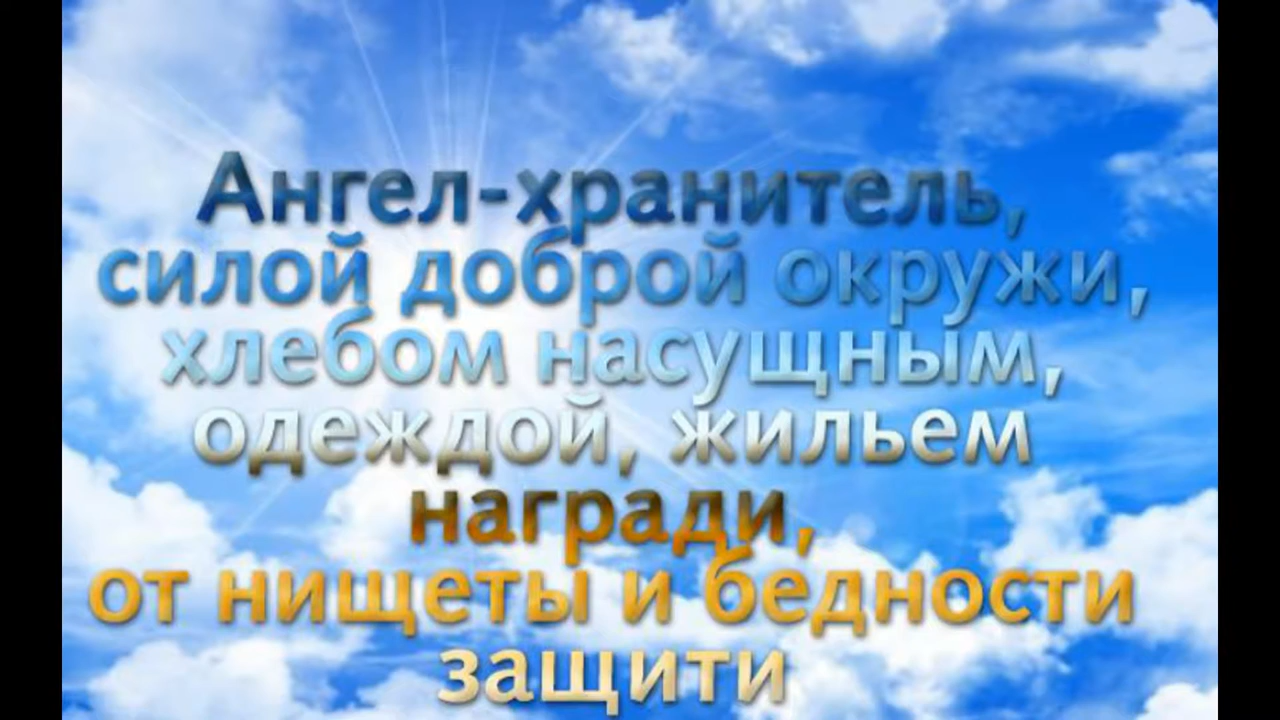 Ангел-хранитель,
силой доброй окружи,
хлебом насущным,
одеждой, жильем
награди,
от нищеты и бедности
защити